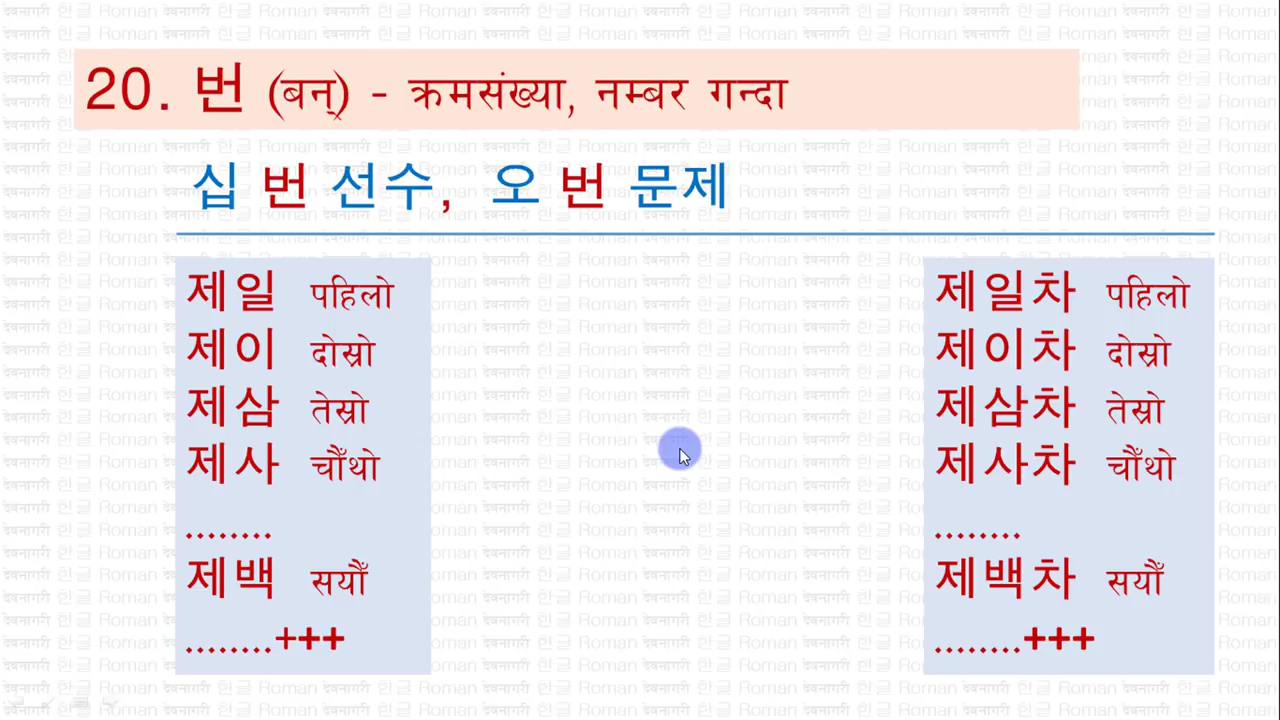 20. 번 (बन्) - क्रमसंख्या, नम्बर गन्दा
십 번 선수, 오 번 문제
제일 पहिलो
제이 दोस्रो
제삼 तेस्रो
제사 चौँथो
........
제백 सयौँ
........+++
제일차 पहिलो
제이차 दोस्रो
제삼차 तेस्रो
제사차 चौँथो
........
제백차 सयौँ
........+++